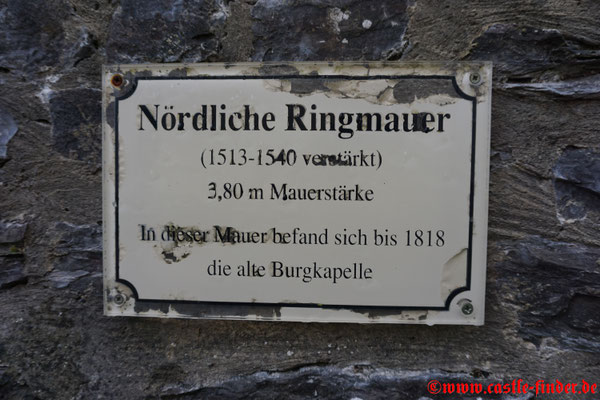 Nördliche Ringmauer
(1513-1540 verstärkt)
3,80 m Mauerstärke
In dieser Mauer befand sich bis 1818
die alte Burgkapelle
©www.castle-finder.de